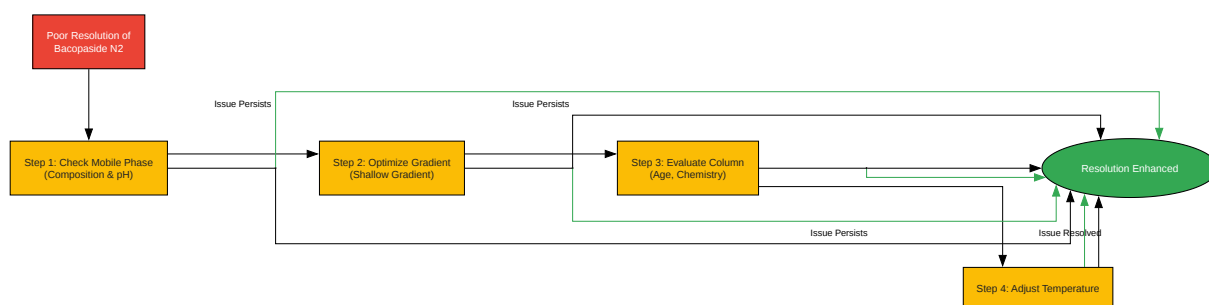 Poor Resolution of
Bacopaside N2
Issue Persists
Issue Persists
Step 1: Check Mobile Phase
(Composition & pH)
Step 2: Optimize Gradient
(Shallow Gradient)
Step 3: Evaluate Column
(Age, Chemistry)
Resolution Enhanced
Issue Persists
Issue Resolved
Step 4: Adjust Temperature